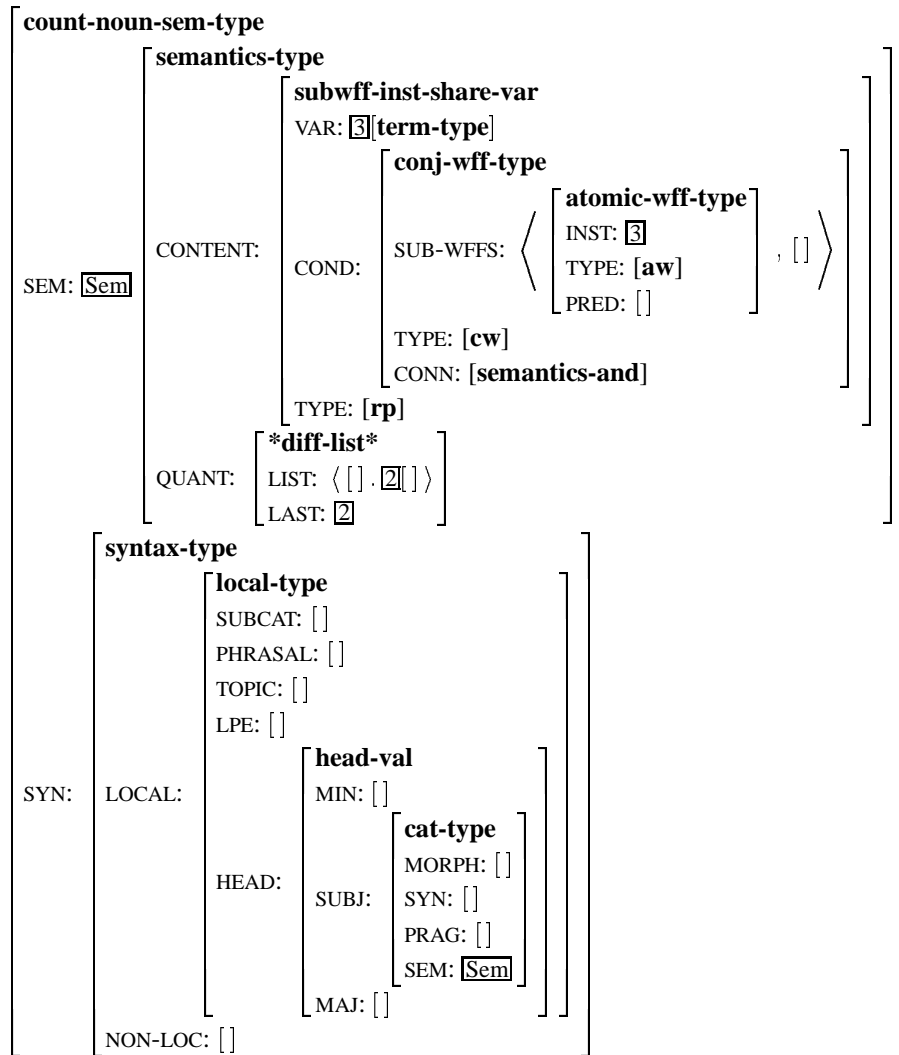 count-noun-sem-type
semantics-type
subwff-inst-share-var
VAR: 3[term-type]
conj-wff-type
atomic-wff-type
INST: 3
SUB-WFFS: ⟨ , [ ] ⟩
CONTENT:
TYPE: [aw]
COND:
SEM: Sem
PRED: [ ]
TYPE: [cw]
CONN: [semantics-and]
TYPE: [rp]
*diff-list*
QUANT: LIST: ⟨ [ ] . 2[ ] ⟩
LAST: 2
syntax-type
local-type
SUBCAT: [ ]
PHRASAL: [ ]
TOPIC: [ ]
LPE: [ ]
head-val
SYN: LOCAL: MIN: [ ]
cat-type
MORPH: [ ]
HEAD:
SUBJ: SYN: [ ]
PRAG: [ ]
SEM: Sem
MAJ: [ ]
NON-LOC: [ ]